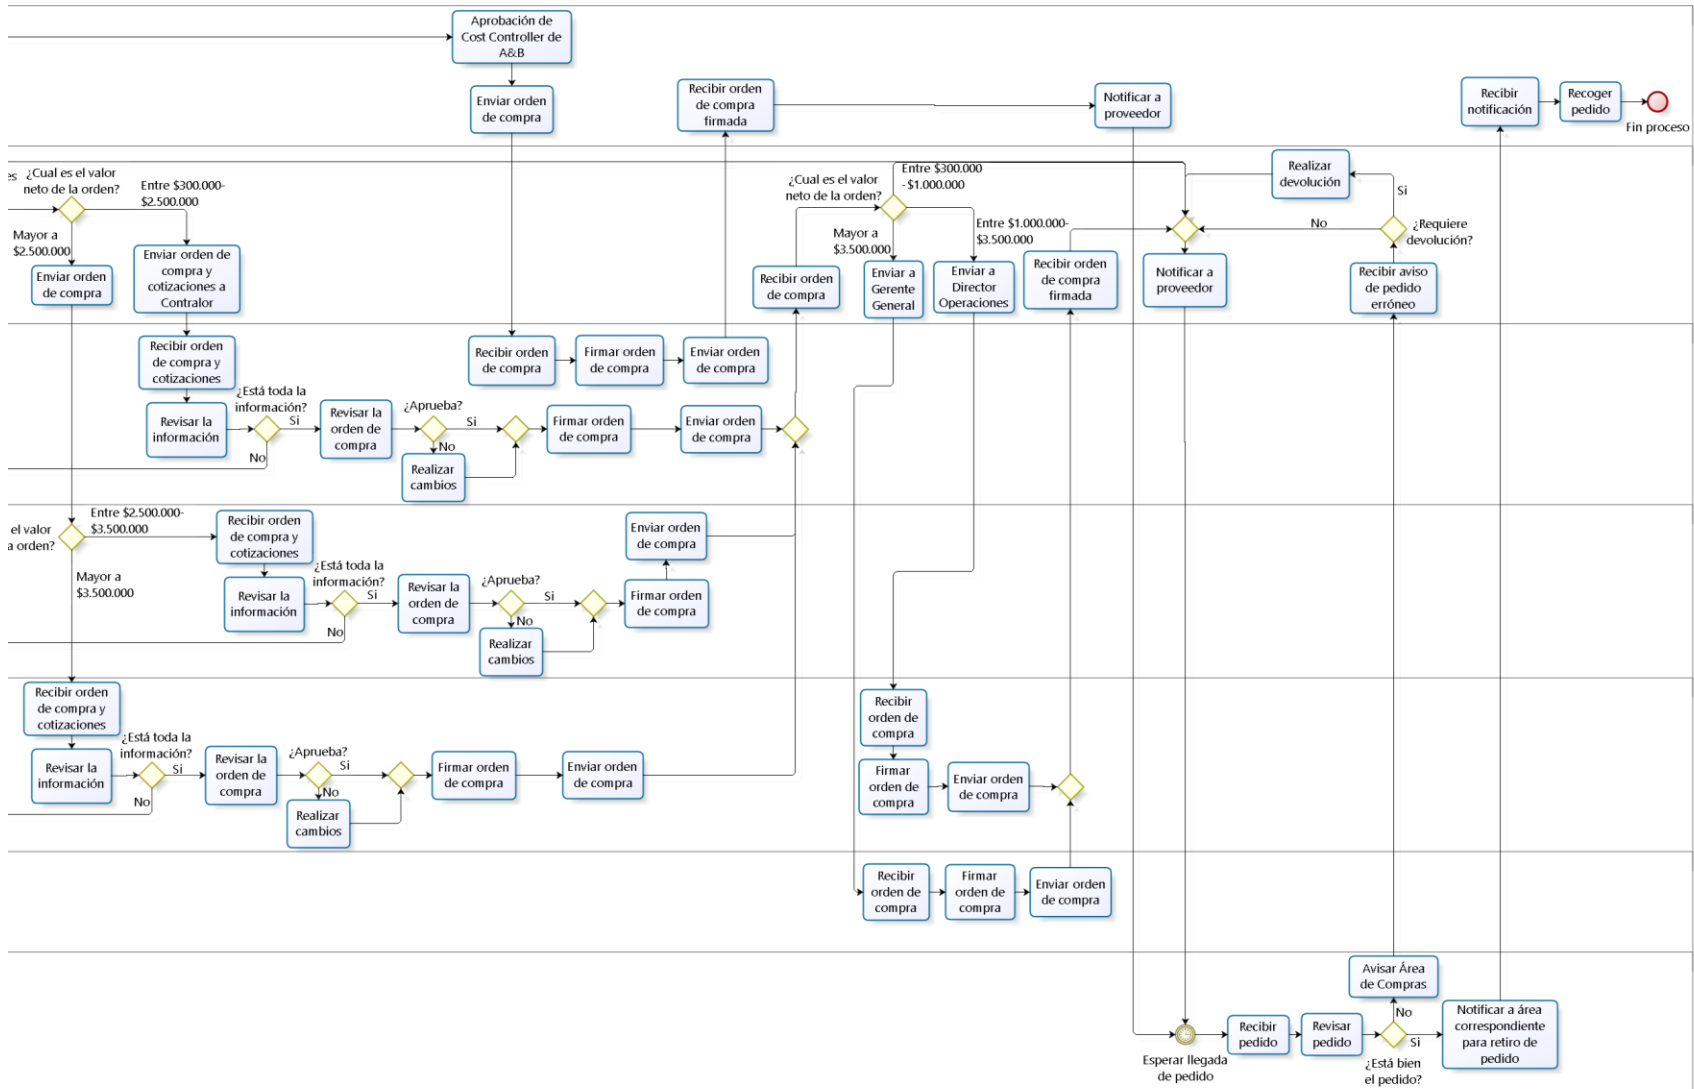 Aprobación de
Cost Controller de
A&B
Enviar orden
de compra
Recibir orden
de compra
firmada
Notificar a
proveedor
Recibir
notificación
Recoger
pedido
Fin proceso
es
¿Cual es el valor
neto de la orden?
Entre $300.000-
$2.500.000
Mayor a
$2.500.000
Enviar orden
de compra
Enviar orden de
compra y
cotizaciones a
Contralor
¿Cual es el valor
neto de la orden?
Entre $300.000
-$1.000.000
Mayor a
$3.500.000
Entre $1.000.000-
$3.500.000
Recibir orden
de compra
Enviar a
Gerente
General
Enviar a
Director
Operaciones
Recibir orden
de compra
firmada
Notificar a
proveedor
Realizar
devolución
Si
No
¿Requiere
devolución?
Recibir aviso
de pedido
erróneo
Recibir orden
de compra y
cotizaciones
Revisar la
información
¿Está toda la
información?
Si
No
Revisar la
orden de
compra
¿Aprueba?
Si
No
Realizar
cambios
Recibir orden
de compra
Firmar orden
de compra
Enviar orden
de compra
Firmar orden
de compra
Enviar orden
de compra
el valor
a orden?
Entre $2.500.000-
$3.500.000
Mayor a
$3.500.000
Recibir orden
de compra y
cotizaciones
Revisar la
información
¿Está toda la
información?
Si
No
Revisar la
orden de
compra
¿Aprueba?
Si
No
Realizar
cambios
Firmar orden
de compra
Enviar orden
de compra
Recibir orden
de compra y
cotizaciones
Revisar la
información
¿Está toda la
información?
Si
No
Revisar la
orden de
compra
¿Aprueba?
Si
No
Realizar
cambios
Firmar orden
de compra
Enviar orden
de compra
Recibir
orden de
compra
Firmar
orden de
compra
Enviar orden
de compra
Recibir
orden de
compra
Firmar
orden de
compra
Enviar orden
de compra
Esperar llegada
de pedido
Recibir
pedido
Revisar
pedido
¿Está bien
el pedido?
No
Si
Avisar Área
de Compras
Notificar a área
correspondiente
para retiro de
pedido